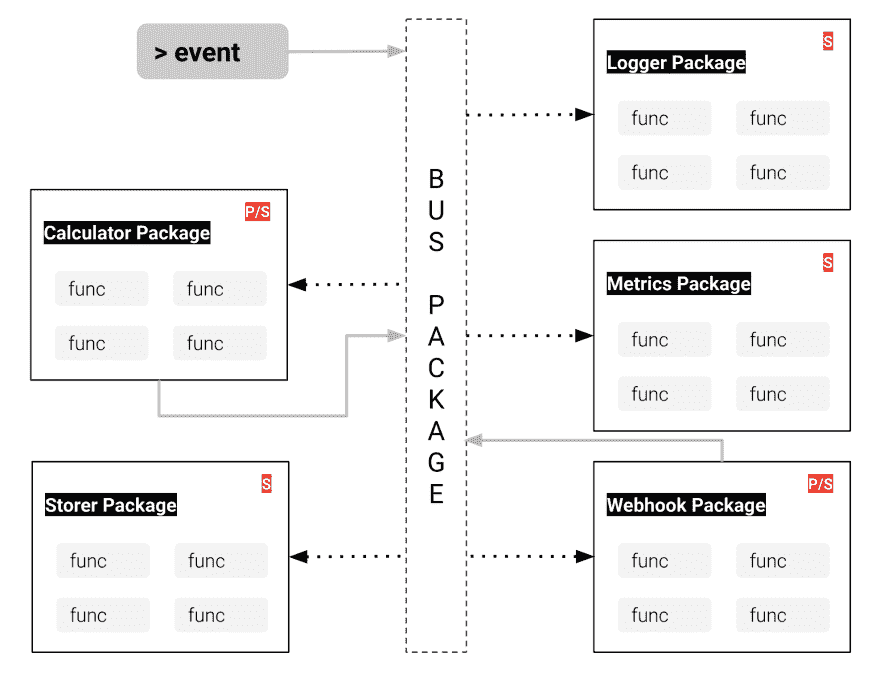 > event
BUS PACKAGE
S
Logger Package
func func
func func
P/S
Calculator Package
func func
func func
S
Metrics Package
func func
func func
S
Storer Package
func func
func func
P/S
Webhook Package
func func
func func